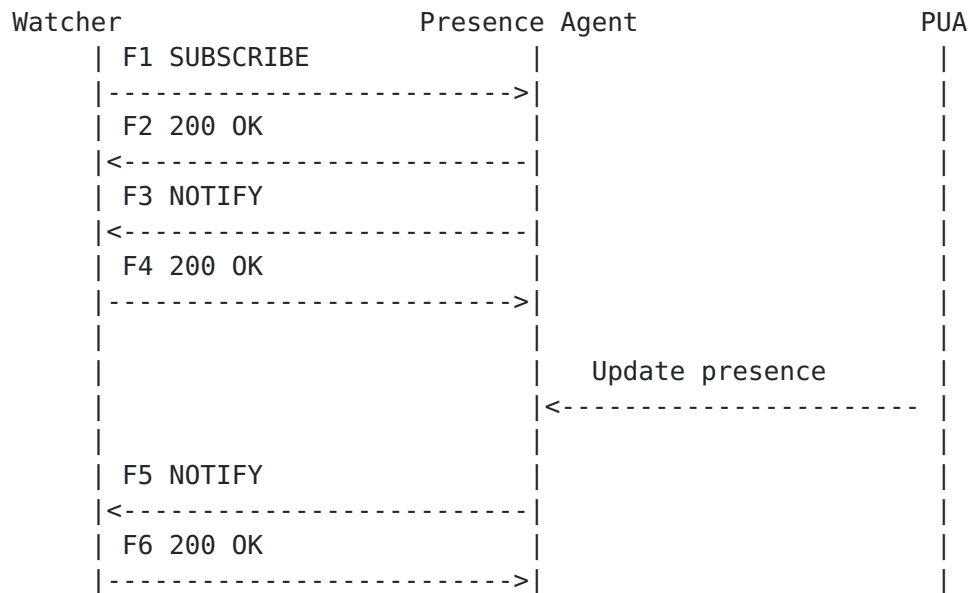 Watcher                Presence Agent                  PUA
     | F1 SUBSCRIBE              |                         |
     |-------------------------->|                         |
     | F2 200 OK                 |                         |
     |<--------------------------|                         |
     | F3 NOTIFY                 |                         |
     |<--------------------------|                         |
     | F4 200 OK                 |                         |
     |-------------------------->|                         |
     |                           |                         |
     |                           |   Update presence       |
     |                           |<----------------------- |
     |                           |                         |
     | F5 NOTIFY                 |                         |
     |<--------------------------|                         |
     | F6 200 OK                 |                         |
     |-------------------------->|                         |